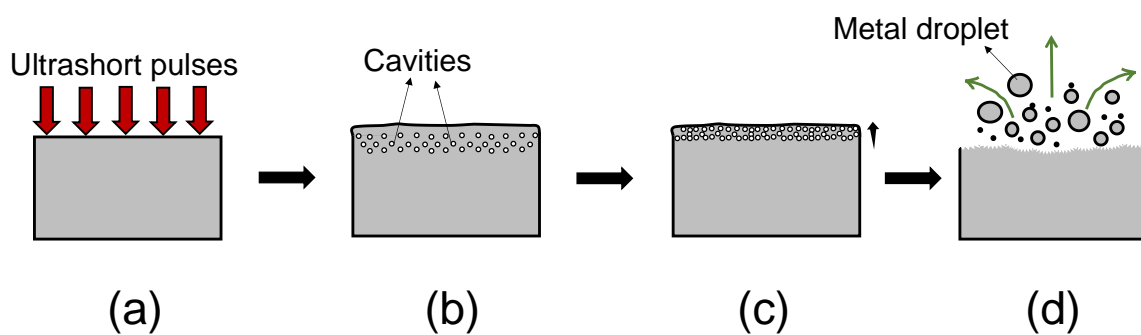 Ultrashort pulses
Cavities
Metal droplet
(a)
(b)
(c)
(d)